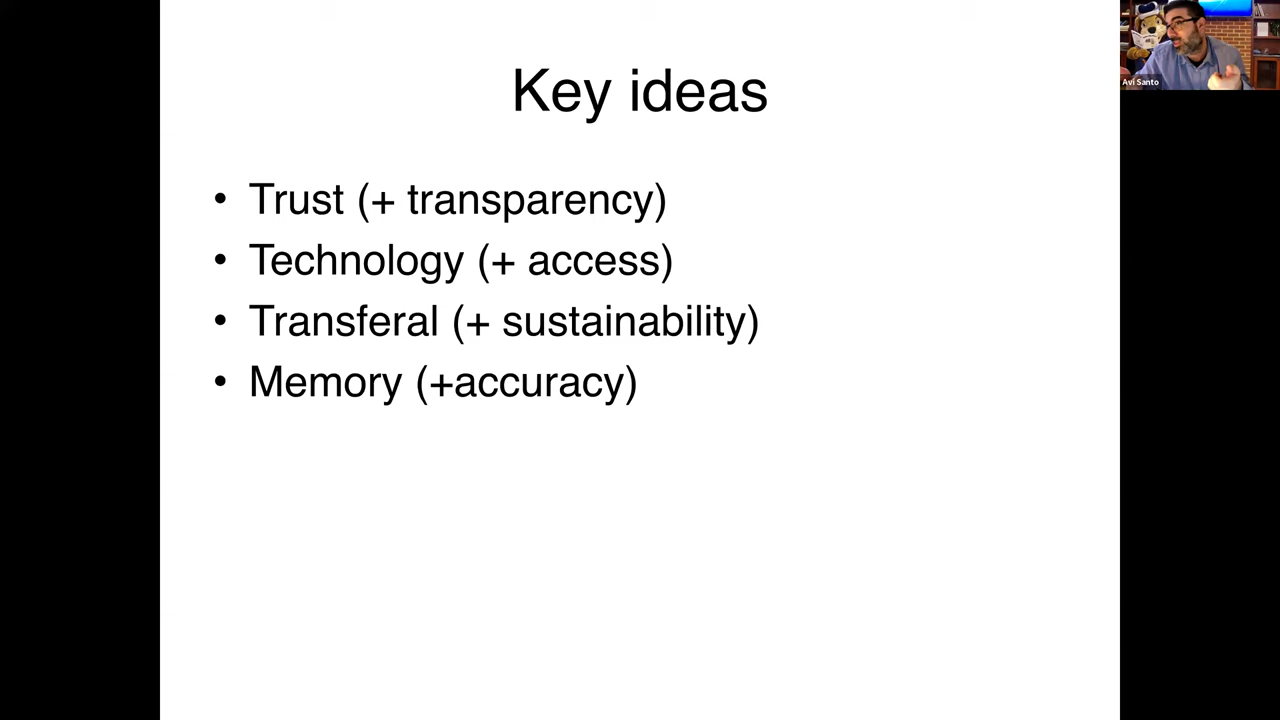 Key ideas
• Trust (+ transparency)
• Technology (+ access)
• Transferal (+ sustainability)
• Memory (+accuracy)
Avi Santo